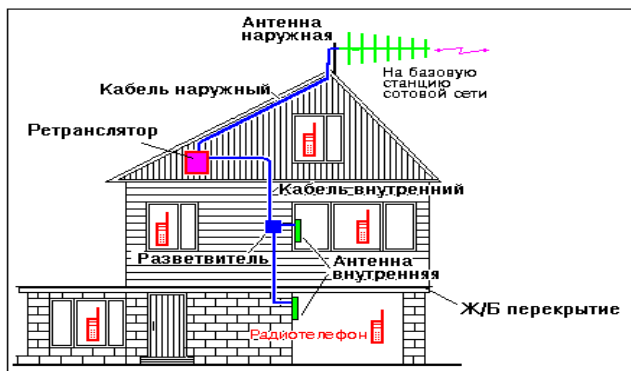 Антенна
наружная
На базовую
станцию
сотовой сети
Кабель наружный
Ретранслятор
Кабель внутренний
Разветвитель
Антенна
внутренняя
Ж/Б перекрытие
Радиотелефон